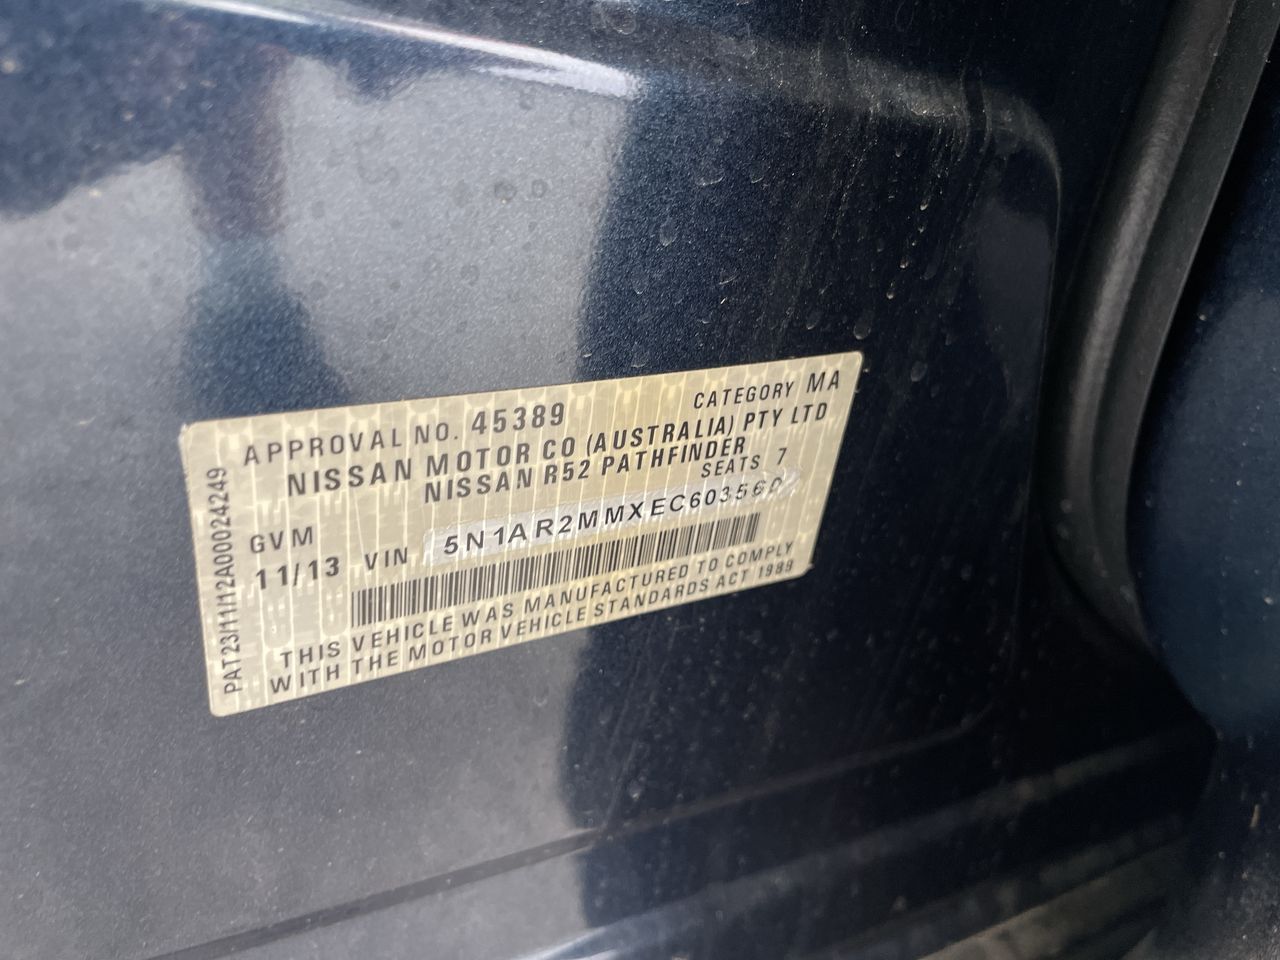 APPROVAL NO. 45389 CATEGORY MA
NISSAN MOTOR CO (AUSTRALIA) PTY LTD
NISSAN R52 PATHFINDER
SEATS 7
GVM
11/13 VIN
THIS VEHICLE WAS MANUFACTURED TO COMPLY
WITH THE MOTOR VEHICLE STANDARDS ACT 1989
PAT23/11/12A00024249